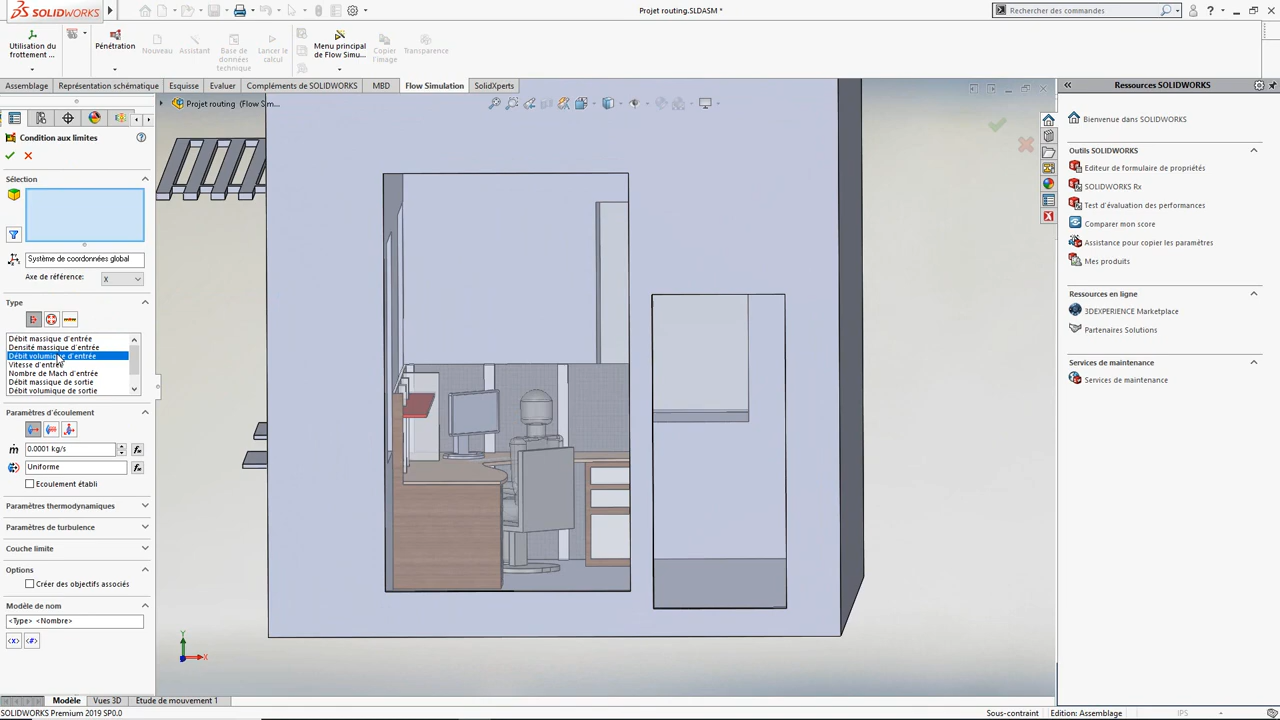 SOLIDWORKS
Projet routing.SLDASM *
Rechercher des commandes
Utilisation du
frottement ...
Pénétration
Nouveau
Assistant
Base de
données
technique
Lancer le
calcul
Menu principal
de Flow Simu...
Copier
l'image
Transparence
Assemblage
Représentation schématique
Esquisse
Evaluer
Compléments de SOLIDWORKS
MBD
Flow Simulation
SolidXperts
Projet routing (Flow Sim...
Condition aux limites
Sélection
Système de coordonnées global
Axe de référence:
X
Type
Débit massique d'entrée
Densité massique d'entrée
Débit volumique d'entrée
Vitesse d'entrée
Nombre de Mach d'entrée
Débit massique de sortie
Débit volumique de sortie
Paramètres d'écoulement
0.0001 kg/s
Uniforme
Ecoulement établi
Paramètres thermodynamiques
Paramètres de turbulence
Couche limite
Options
Créer des objectifs associés
Modèle de nom
<Type> <Nombre>
<x>
<#>
Y
X
Ressources SOLIDWORKS
Bienvenue dans SOLIDWORKS
Outils SOLIDWORKS
Editeur de formulaire de propriétés
SOLIDWORKS Rx
Test d'évaluation des performances
Comparer mon score
Assistance pour copier les paramètres
Mes produits
Ressources en ligne
3DEXPERIENCE Marketplace
Partenaires Solutions
Services de maintenance
Services de maintenance
Modèle
Vues 3D
Etude de mouvement 1
SOLIDWORKS Premium 2019 SP0.0
Sous-contraint
Edition: Assemblage
IPS